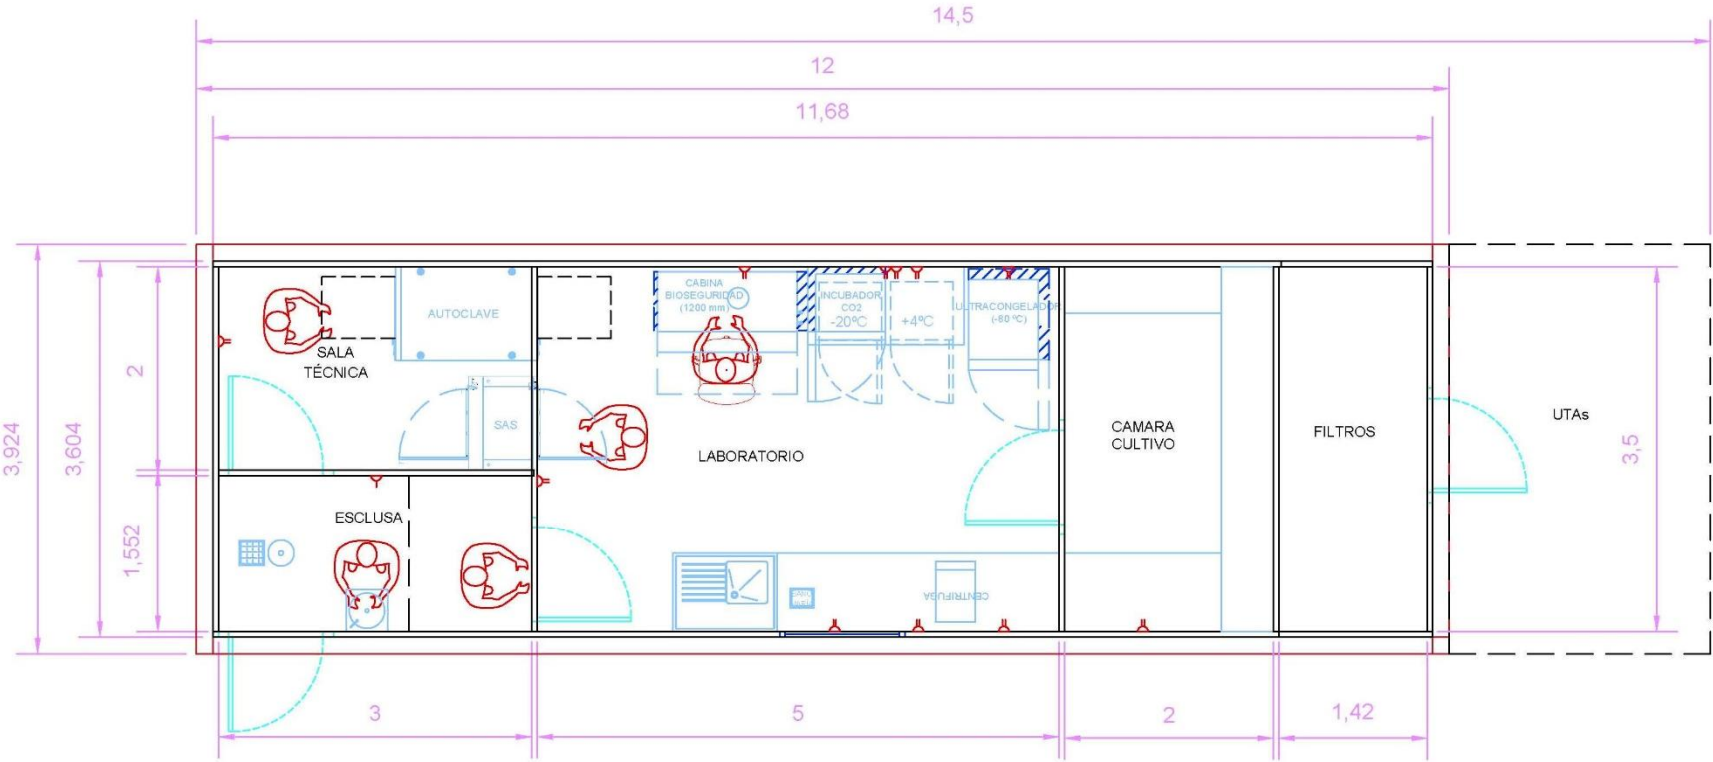 14,5
12
11,68
CABINA
BIOSEGURIDAD
(1200 mm)
INCUBADOR
CO2
-20ºC
+4ºC
ULTRACONGELADOR
(-80 ºC)
AUTOCLAVE
SALA
TÉCNICA
2
3,924
3,604
SAS
LABORATORIO
CAMARA
CULTIVO
FILTROS
UTAs
3,5
ESCLUSA
1,552
CENTRIFUGA
3
5
2
1,42